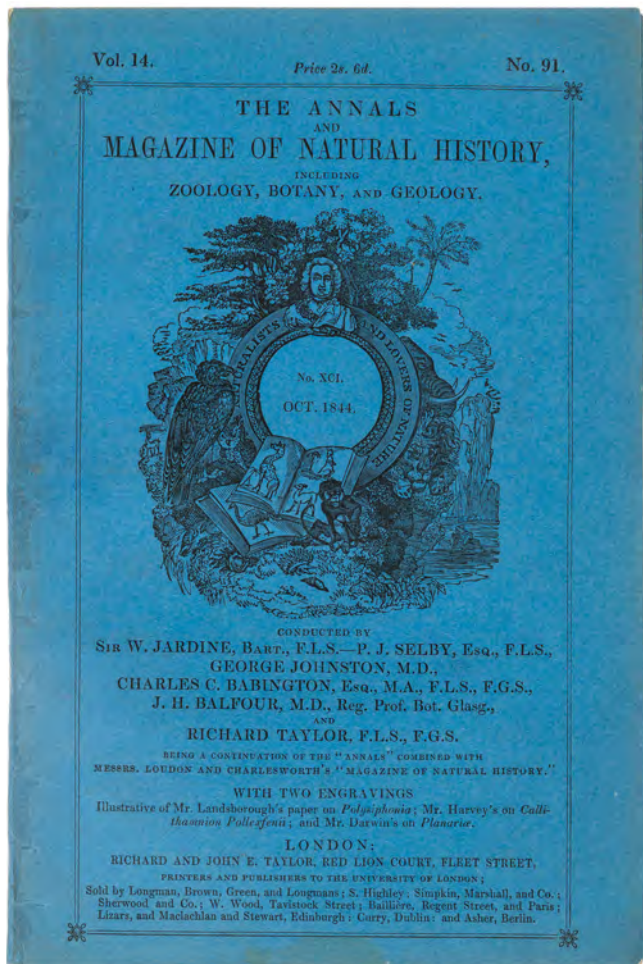 Vol. 14.
Price 2s. 6d.
No. 91.
THE ANNALS
AND
MAGAZINE OF NATURAL HISTORY,
INCLUDING
ZOOLOGY, BOTANY, AND GEOLOGY.
NATURALISTS AND LOVERS OF NATURE
No. XCI.
OCT. 1844.
CONDUCTED BY
SIR W. JARDINE, BART., F.L.S.—P. J. SELBY, ESQ., F.L.S.,
GEORGE JOHNSTON, M.D.,
CHARLES C. BABINGTON, ESQ., M.A., F.L.S., F.G.S.,
J. H. BALFOUR, M.D., Reg. Prof. Bot. Glasg.,
AND
RICHARD TAYLOR, F.L.S., F.G.S.
BEING A CONTINUATION OF THE "ANNALS" COMBINED WITH
MESSRS. LOUDON AND CHARLESWORTH'S "MAGAZINE OF NATURAL HISTORY."
WITH TWO ENGRAVINGS
Illustrative of Mr. Landsborough's paper on Polysiphonia; Mr. Harvey's on Calli-
thamnion Pollexfenii; and Mr. Darwin's on Planariæ.
LONDON:
RICHARD AND JOHN E. TAYLOR, RED LION COURT, FLEET STREET,
PRINTERS AND PUBLISHERS TO THE UNIVERSITY OF LONDON;
Sold by Longman, Brown, Green, and Longmans; S. Highley; Simpkin, Marshall, and Co.;
Sherwood and Co.; W. Wood, Tavistock Street; Baillière, Regent Street, and Paris;
Lizars, and Maclachlan and Stewart, Edinburgh: Curry, Dublin: and Asher, Berlin.